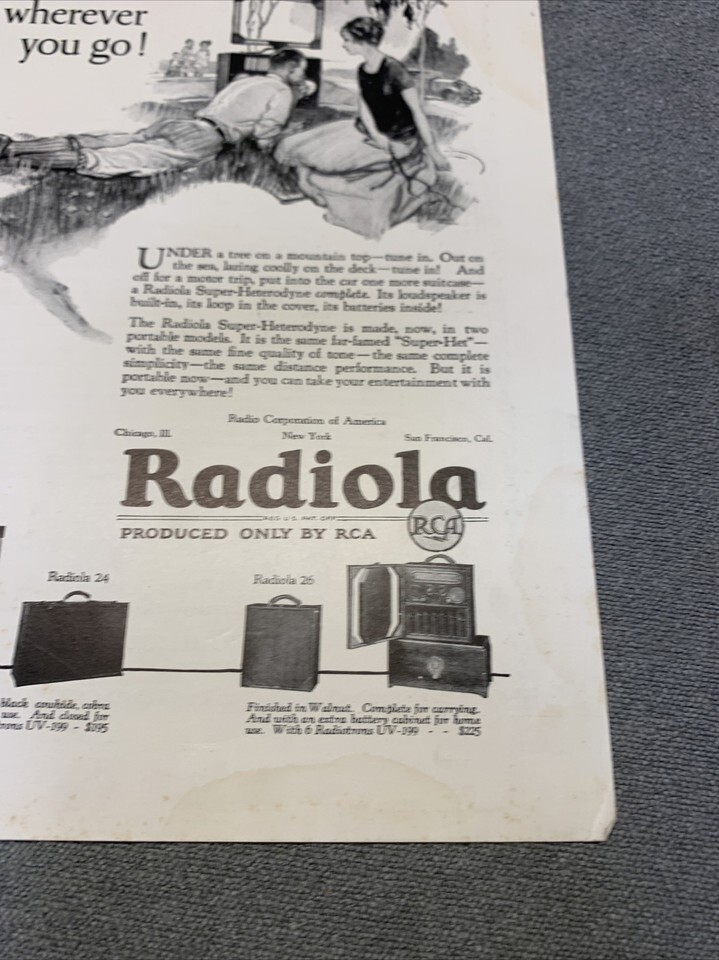 wherever
you go!
UNDER a tree on a mountain top—tune in. Out on
the sea, lazing coolly on the deck—tune in! And
off for a motor trip, put into the car one more suitcase—
a Radiola Super-Heterodyne complete. Its loudspeaker is
built-in, its loop in the cover, its batteries inside!
The Radiola Super-Heterodyne is made, now, in two
portable models. It is the same far-famed "Super-Het"—
with the same fine quality of tone—the same complete
simplicity—the same distance performance. But it is
portable now—and you can take your entertainment with
you everywhere!
Radio Corporation of America
Chicago, Ill. New York San Francisco, Cal.
Radiola
REG. U.S. PAT. OFF.
PRODUCED ONLY BY RCA
RCA
Radiola 24
Radiola 26
black cowhide,
use. And closed for
UV-199 - $195
Finished in Walnut. Complete for carrying.
And with an extra battery cabinet for home
use. With 6 Radiotrons UV-199 - - $225